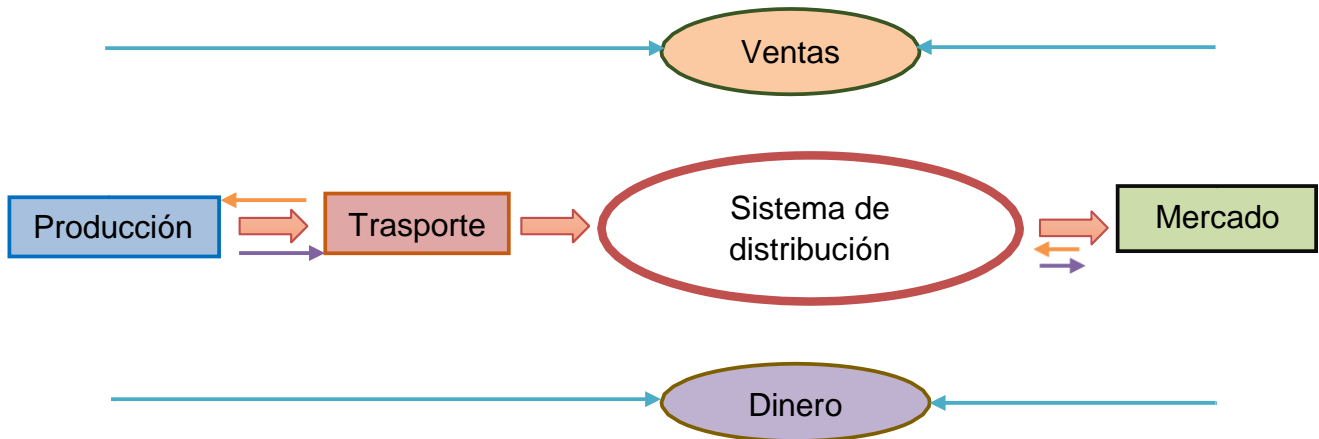 Ventas
Producción
Trasporte
Sistema de
distribución
Mercado
Dinero